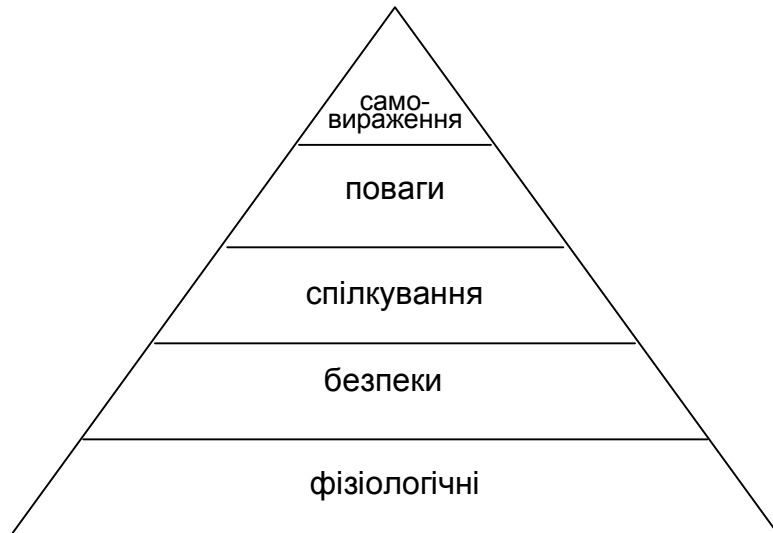 само-
вираження
поваги
спілкування
безпеки
фізіологічні